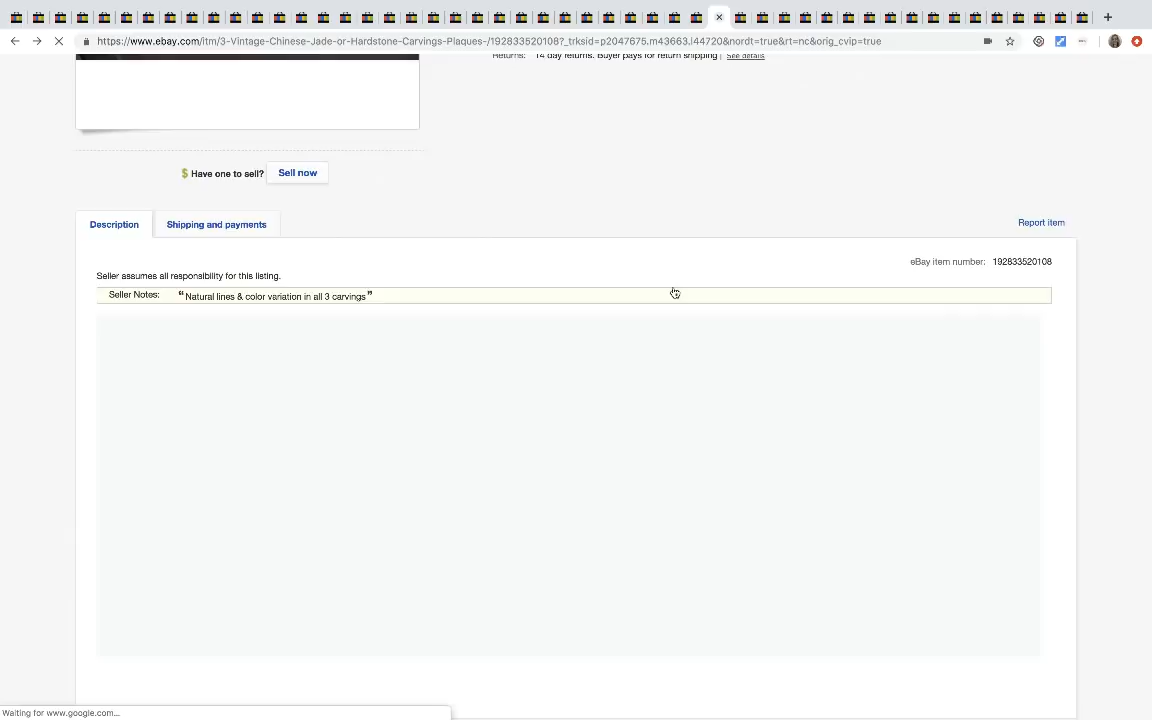 https://www.ebay.com/itm/3-Vintage-Chinese-Jade-or-Hardstone-Carvings-Plaques-/192833520108?_trksid=p2047675.m43663.l44720&nordt=true&rt=nc&orig_cvip=true
Returns: 14 day returns. Buyer pays for return shipping | See details
Have one to sell? Sell now
Description Shipping and payments Report item
eBay item number: 192833520108
Seller assumes all responsibility for this listing.
Seller Notes: “Natural lines & color variation in all 3 carvings”
Waiting for www.google.com...